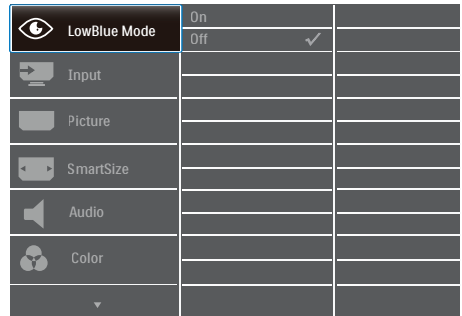 LowBlue Mode
On
Off
Input
Picture
SmartSize
Audio
Color